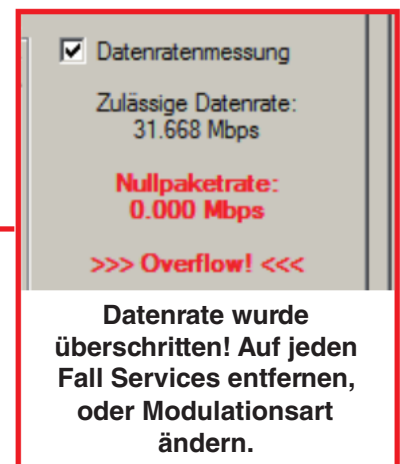 Datenratenmessung
Zulässige Datenrate:
31.668 Mbps
Nullpaketrate:
0.000 Mbps
>>> Overflow! <<<
Datenrate wurde
überschritten! Auf jeden
Fall Services entfernen,
oder Modulationsart
ändern.